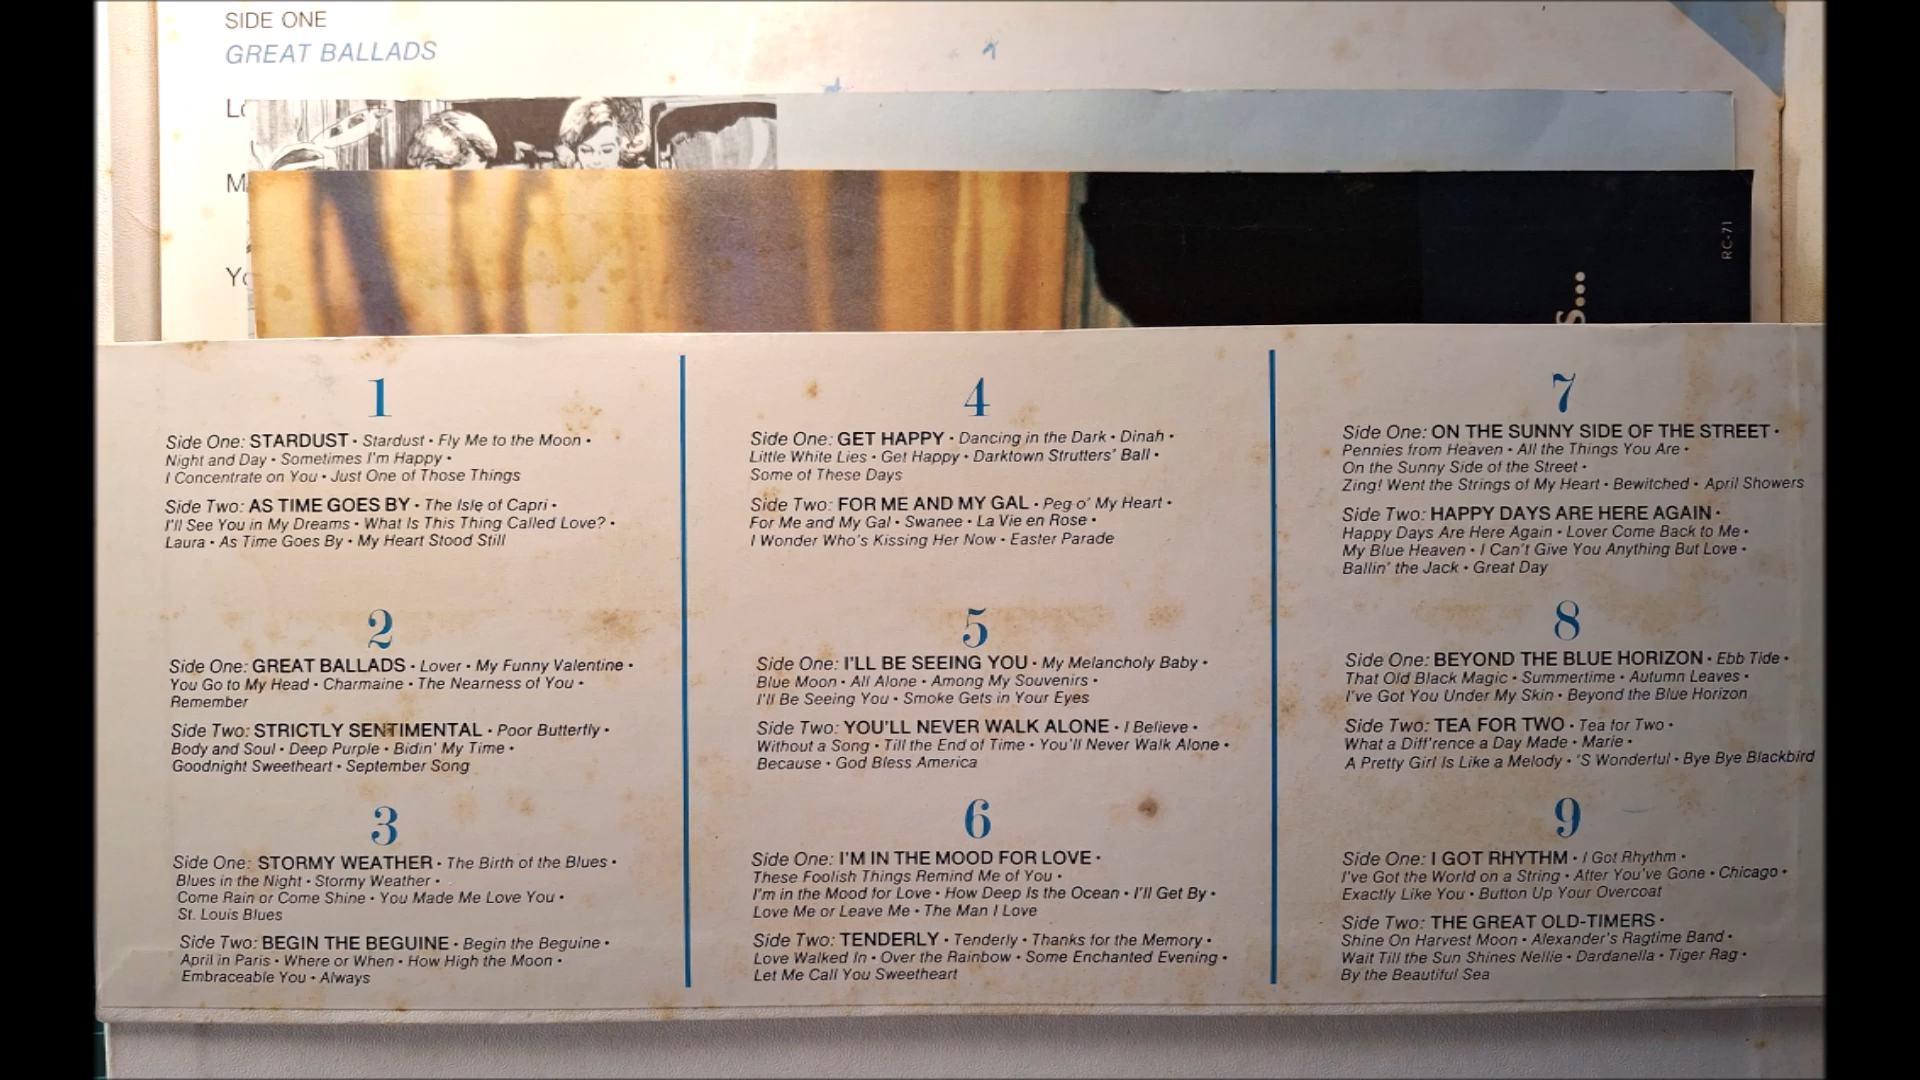 SIDE ONE
GREAT BALLADS
RC-71
1
Side One: STARDUST • Stardust • Fly Me to the Moon •
Night and Day • Sometimes I'm Happy •
I Concentrate on You • Just One of Those Things
Side Two: AS TIME GOES BY • The Isle of Capri •
I'll See You in My Dreams • What Is This Thing Called Love? •
Laura • As Time Goes By • My Heart Stood Still
2
Side One: GREAT BALLADS • Lover • My Funny Valentine •
You Go to My Head • Charmaine • The Nearness of You •
Remember
Side Two: STRICTLY SENTIMENTAL • Poor Butterfly •
Body and Soul • Deep Purple • Bidin' My Time •
Goodnight Sweetheart • September Song
3
Side One: STORMY WEATHER • The Birth of the Blues •
Blues in the Night • Stormy Weather •
Come Rain or Come Shine • You Made Me Love You •
St. Louis Blues
Side Two: BEGIN THE BEGUINE • Begin the Beguine •
April in Paris • Where or When • How High the Moon •
Embraceable You • Always
4
Side One: GET HAPPY • Dancing in the Dark • Dinah •
Little White Lies • Get Happy • Darktown Strutters' Ball •
Some of These Days
Side Two: FOR ME AND MY GAL • Peg o' My Heart •
For Me and My Gal • Swanee • La Vie en Rose •
I Wonder Who's Kissing Her Now • Easter Parade
5
Side One: I'LL BE SEEING YOU • My Melancholy Baby •
Blue Moon • All Alone • Among My Souvenirs •
I'll Be Seeing You • Smoke Gets in Your Eyes
Side Two: YOU'LL NEVER WALK ALONE • I Believe •
Without a Song • Till the End of Time • You'll Never Walk Alone •
Because • God Bless America
6
Side One: I'M IN THE MOOD FOR LOVE •
These Foolish Things Remind Me of You •
I'm in the Mood for Love • How Deep Is the Ocean • I'll Get By •
Love Me or Leave Me • The Man I Love
Side Two: TENDERLY • Tenderly • Thanks for the Memory •
Love Walked In • Over the Rainbow • Some Enchanted Evening •
Let Me Call You Sweetheart
7
Side One: ON THE SUNNY SIDE OF THE STREET •
Pennies from Heaven • All the Things You Are •
On the Sunny Side of the Street •
Zing! Went the Strings of My Heart • Bewitched • April Showers
Side Two: HAPPY DAYS ARE HERE AGAIN •
Happy Days Are Here Again • Lover Come Back to Me •
My Blue Heaven • I Can't Give You Anything But Love •
Ballin' the Jack • Great Day
8
Side One: BEYOND THE BLUE HORIZON • Ebb Tide •
That Old Black Magic • Summertime • Autumn Leaves •
I've Got You Under My Skin • Beyond the Blue Horizon
Side Two: TEA FOR TWO • Tea for Two •
What a Diff'rence a Day Made • Marie •
A Pretty Girl Is Like a Melody • 'S Wonderful • Bye Bye Blackbird
9
Side One: I GOT RHYTHM • I Got Rhythm •
I've Got the World on a String • After You've Gone • Chicago •
Exactly Like You • Button Up Your Overcoat
Side Two: THE GREAT OLD-TIMERS •
Shine On Harvest Moon • Alexander's Ragtime Band •
Wait Till the Sun Shines Nellie • Dardanella • Tiger Rag •
By the Beautiful Sea